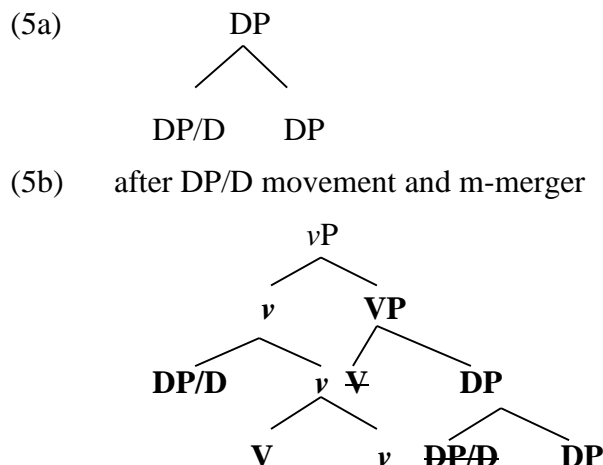 (5a) DP
DP/D DP
(5b) after DP/D movement and m-merger
vP
v VP
DP/D v V DP
V v DP/D DP